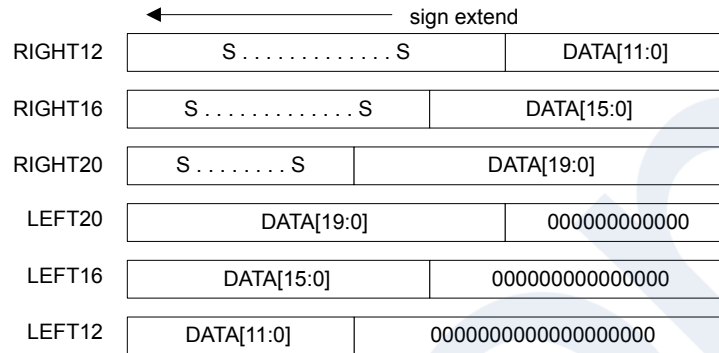 sign extend
RIGHT12 S . . . . . . . . . . . . . S DATA[11:0]
RIGHT16 S . . . . . . . . . . . . . S DATA[15:0]
RIGHT20 S . . . . . . . . S DATA[19:0]
LEFT20 DATA[19:0] 000000000000
LEFT16 DATA[15:0] 0000000000000000
LEFT12 DATA[11:0] 00000000000000000000